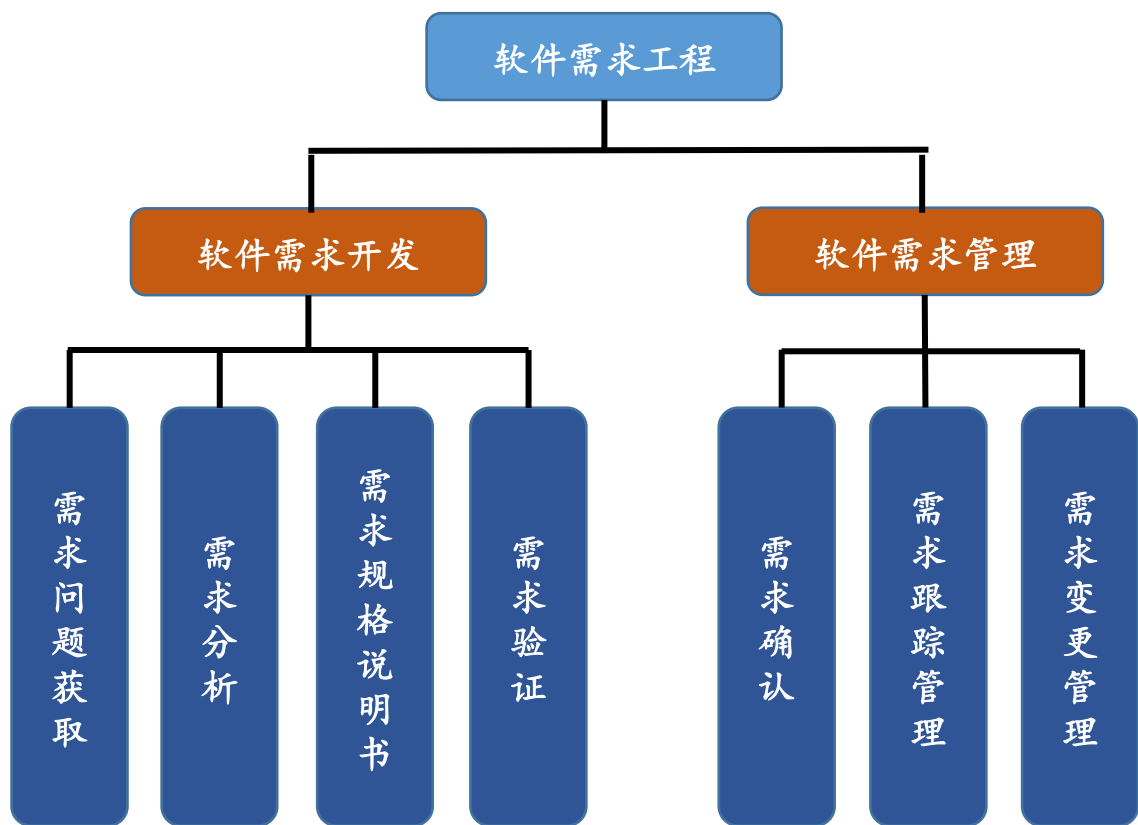 软件需求工程
软件需求开发
软件需求管理
需求问题获取
需求分析
需求规格说明书
需求验证
需求确认
需求跟踪管理
需求变更管理